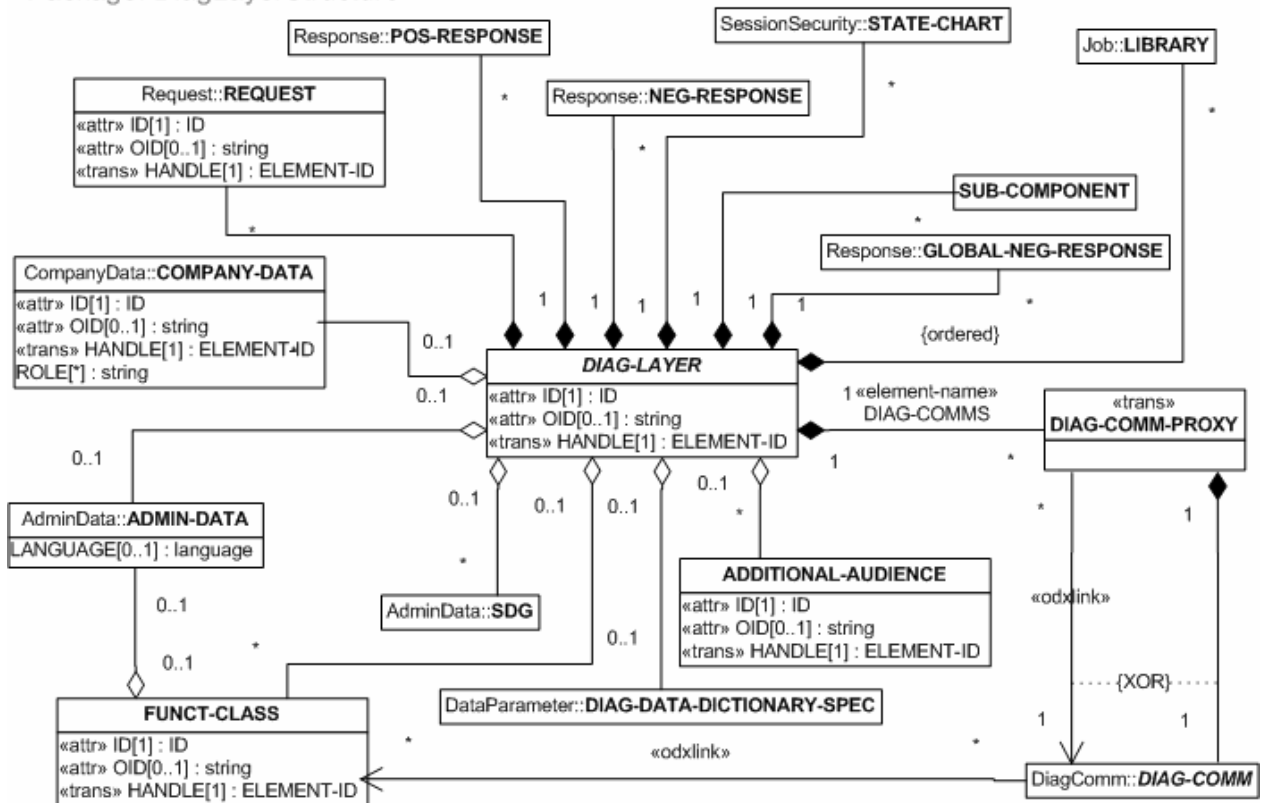 Response::POS-RESPONSE
SessionSecurity::STATE-CHART
Job::LIBRARY
Request::REQUEST
«attr» ID[1] : ID
«attr» OID[0..1] : string
«trans» HANDLE[1] : ELEMENT-ID
*
Response::NEG-RESPONSE
*
*
*
*
SUB-COMPONENT
*
*
Response::GLOBAL-NEG-RESPONSE
CompanyData::COMPANY-DATA
«attr» ID[1] : ID
«attr» OID[0..1] : string
«trans» HANDLE[1] : ELEMENT-ID
ROLE[*] : string
1
1
1
1
1
1
*
{ordered}
0..1
0..1
DIAG-LAYER
«attr» ID[1] : ID
«attr» OID[0..1] : string
«trans» HANDLE[1] : ELEMENT-ID
1
«element-name»
DIAG-COMMS
1
*
«trans»
DIAG-COMM-PROXY
0..1
0..1
0..1
0..1
0..1
*
*
1
AdminData::ADMIN-DATA
LANGUAGE[0..1] : language
*
AdminData::SDG
ADDITIONAL-AUDIENCE
«attr» ID[1] : ID
«attr» OID[0..1] : string
«trans» HANDLE[1] : ELEMENT-ID
«odxlink»
0..1
0..1
*
0..1
{XOR}
FUNCT-CLASS
«attr» ID[1] : ID
«attr» OID[0..1] : string
«trans» HANDLE[1] : ELEMENT-ID
DataParameter::DIAG-DATA-DICTIONARY-SPEC
1
1
*
«odxlink»
*
DiagComm::DIAG-COMM